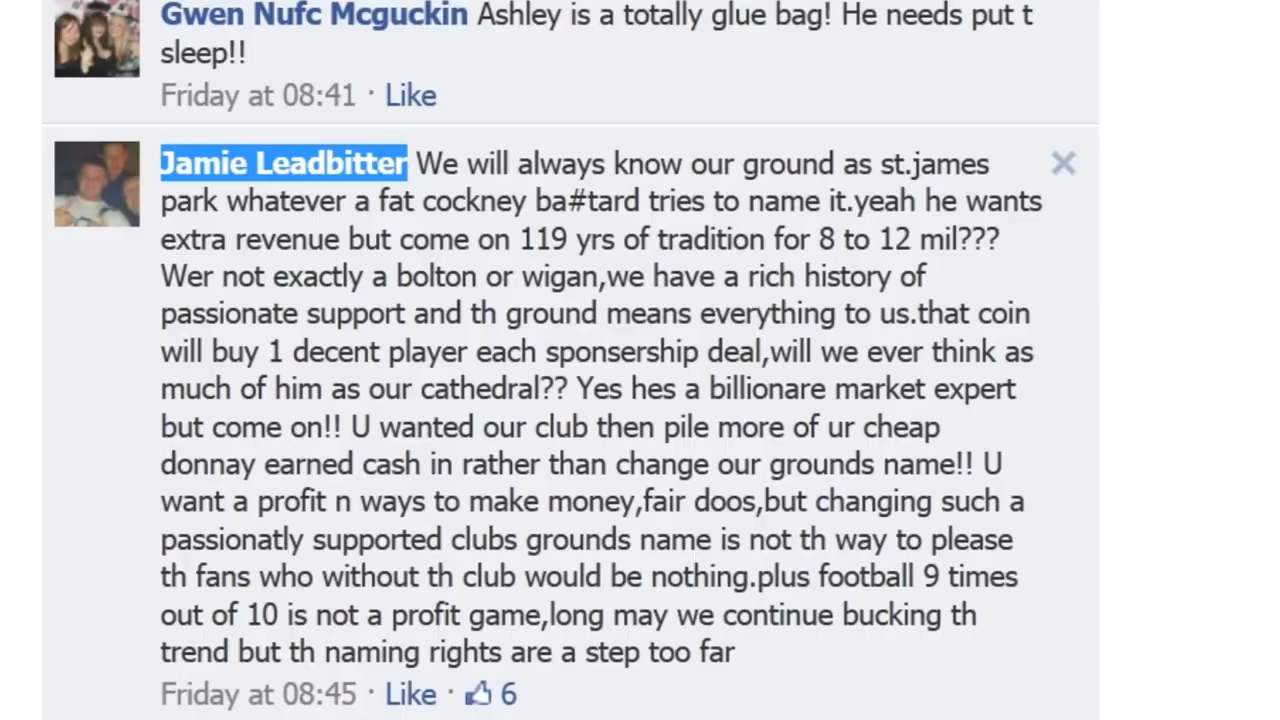 Gwen Nufc Mcguckin Ashley is a totally glue bag! He needs put t
sleep!!
Friday at 08:41 · Like
Jamie Leadbitter We will always know our ground as st.james
park whatever a fat cockney ba#tard tries to name it.yeah he wants
extra revenue but come on 119 yrs of tradition for 8 to 12 mil???
Wer not exactly a bolton or wigan,we have a rich history of
passionate support and th ground means everything to us.that coin
will buy 1 decent player each sponsership deal,will we ever think as
much of him as our cathedral?? Yes hes a billionare market expert
but come on!! U wanted our club then pile more of ur cheap
donnay earned cash in rather than change our grounds name!! U
want a profit n ways to make money,fair doos,but changing such a
passionatly supported clubs grounds name is not th way to please
th fans who without th club would be nothing.plus football 9 times
out of 10 is not a profit game,long may we continue bucking th
trend but th naming rights are a step too far
Friday at 08:45 · Like · 6